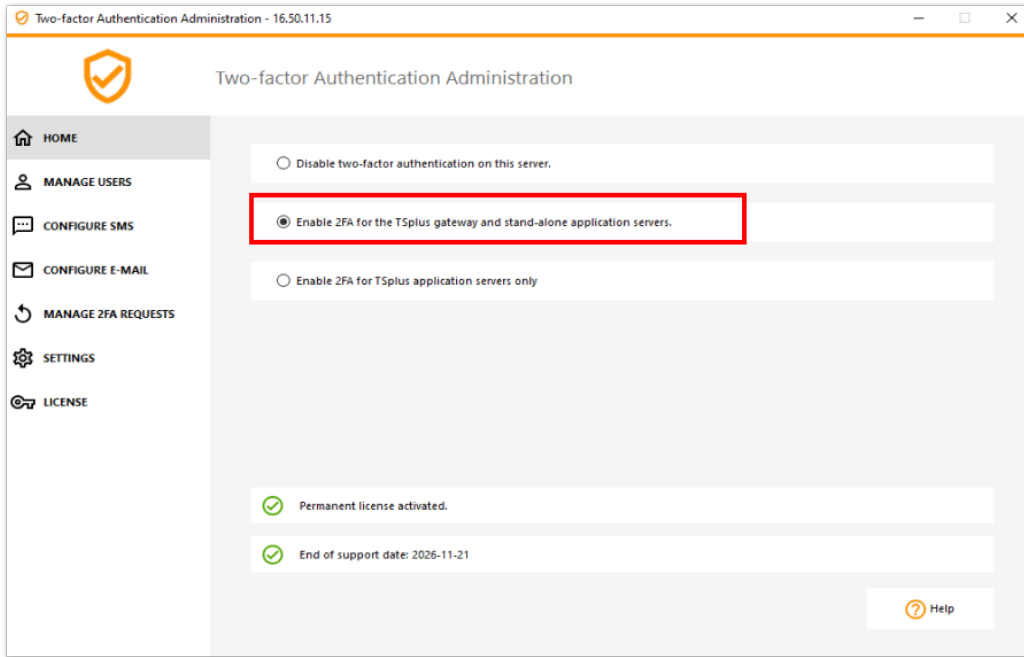 Two-factor Authentication Administration - 16.50.11.15
Two-factor Authentication Administration
HOME
MANAGE USERS
CONFIGURE SMS
CONFIGURE E-MAIL
MANAGE 2FA REQUESTS
SETTINGS
LICENSE
Disable two-factor authentication on this server.
Enable 2FA for the TSplus gateway and stand-alone application servers.
Enable 2FA for TSplus application servers only
Permanent license activated.
End of support date: 2026-11-21
Help